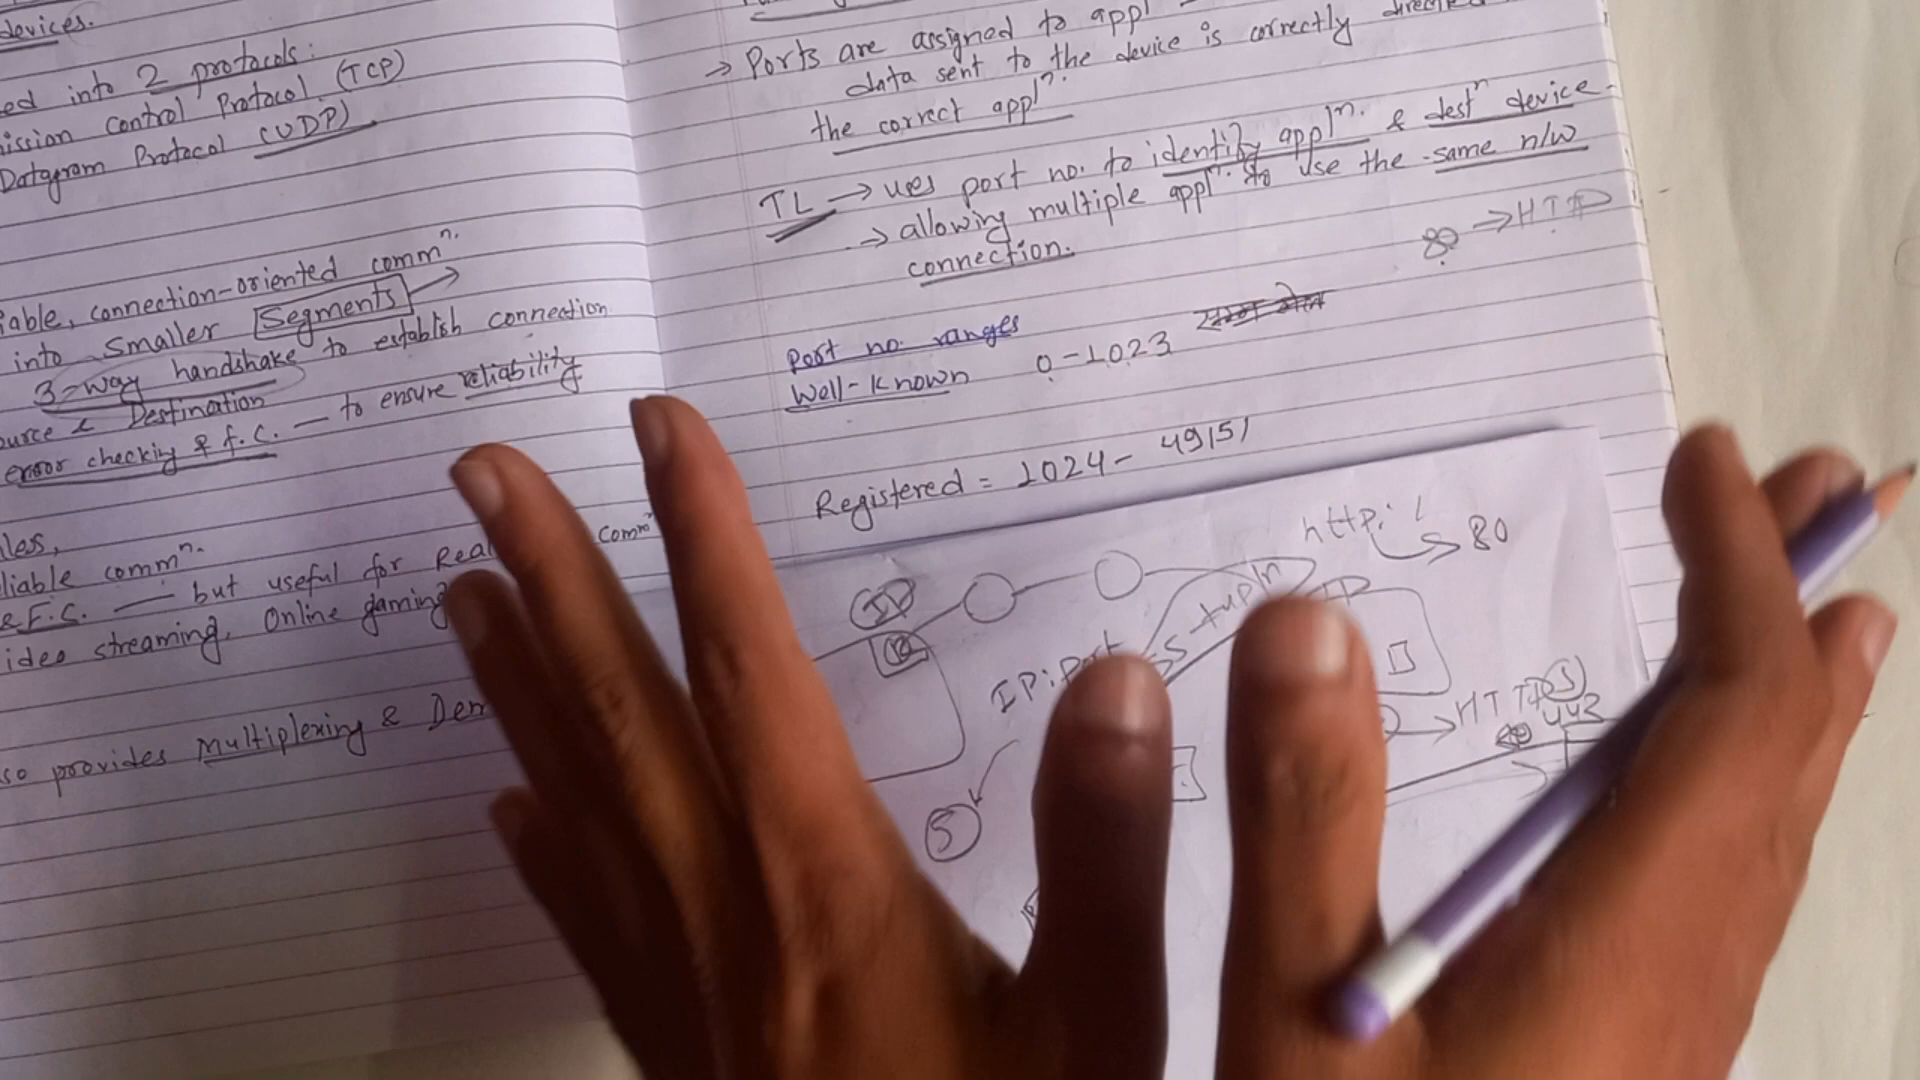 devices.
ed into 2 protocols:
ission Control Protocol (TCP)
Datagram Protocol (UDP)
iable, connection-oriented commⁿ.
into smaller Segments →
3-way handshake to establish connection
ource & Destination
error checking & f.c. — to ensure reliability
less,
liable commⁿ.
& F.C. — but useful for Real commⁿ
ideo streaming, Online gaming
so provides Multiplexing & Dem
→ Ports are assigned to appl
data sent to the device is correctly
the correct applⁿ.
TL → uses port no. to identify applⁿ. & destⁿ device.
→ allowing multiple applⁿ. to use the same n/w
connection.
80 → HTTP
Port no. ranges
Well-known 0-1023
Registered = 1024- 49151
http:/
80
IP
IP:Port
IP
HTTPS
443
S